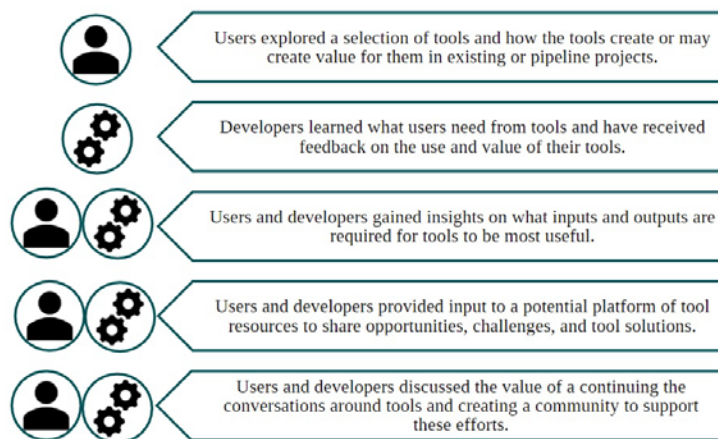 Users explored a selection of tools and how the tools create or may
create value for them in existing or pipeline projects.
Developers learned what users need from tools and have received
feedback on the use and value of their tools.
Users and developers gained insights on what inputs and outputs are
required for tools to be most useful.
Users and developers provided input to a potential platform of tool
resources to share opportunities, challenges, and tool solutions.
Users and developers discussed the value of a continuing the
conversations around tools and creating a community to support
these efforts.